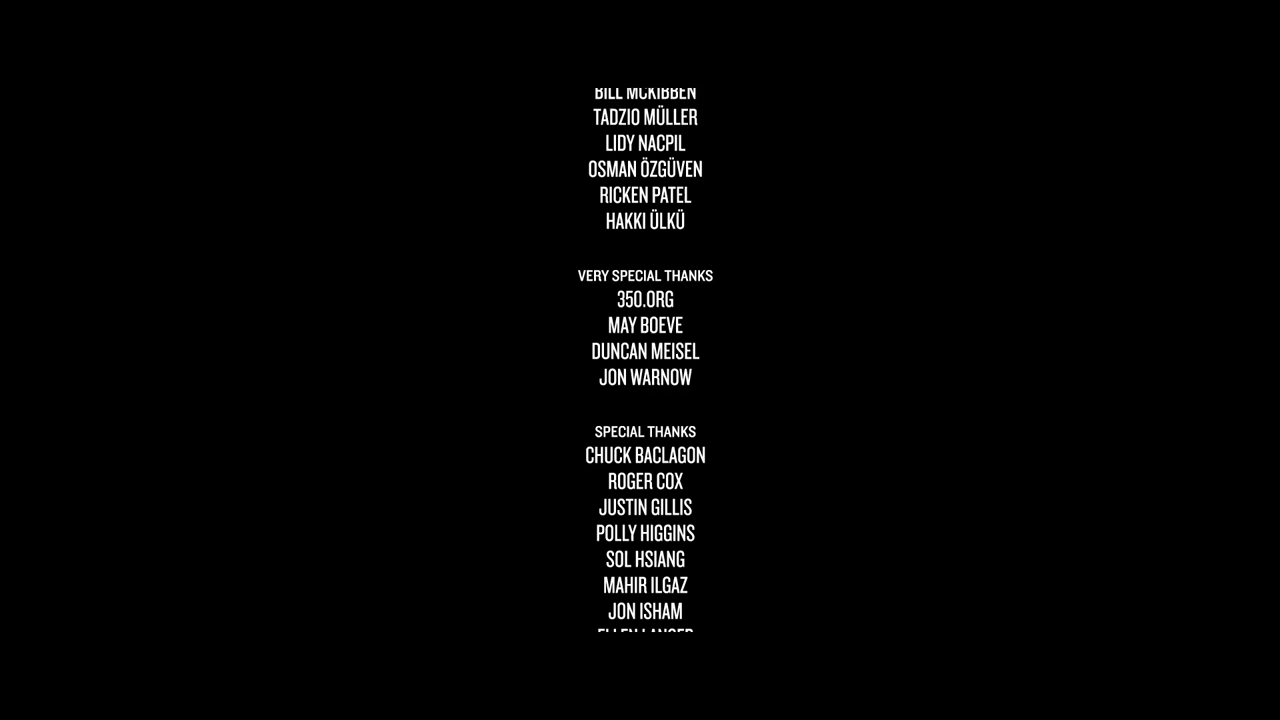 BILL MCKIBBEN
TADZIO MÜLLER
LIDY NACPIL
OSMAN ÖZGÜVEN
RICKEN PATEL
HAKKI ÜLKÜ
VERY SPECIAL THANKS
350.ORG
MAY BOEVE
DUNCAN MEISEL
JON WARNOW
SPECIAL THANKS
CHUCK BACLAGON
ROGER COX
JUSTIN GILLIS
POLLY HIGGINS
SOL HSIANG
MAHIR ILGAZ
JON ISHAM